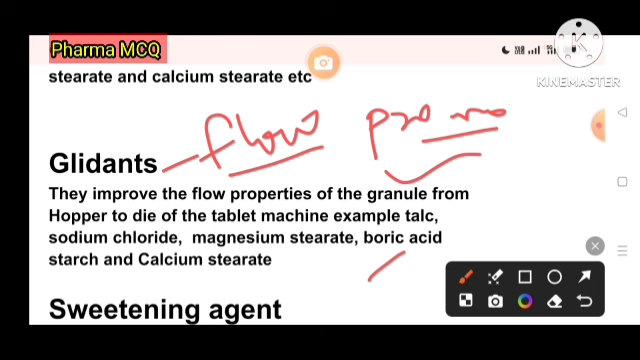 Pharma MCQ
KINEMASTER
stearate and calcium stearate etc
flow
Glidants
They improve the flow properties of the granule from
Hopper to die of the tablet machine example talc,
sodium chloride, magnesium stearate, boric acid
starch and Calcium stearate
Sweetening agent